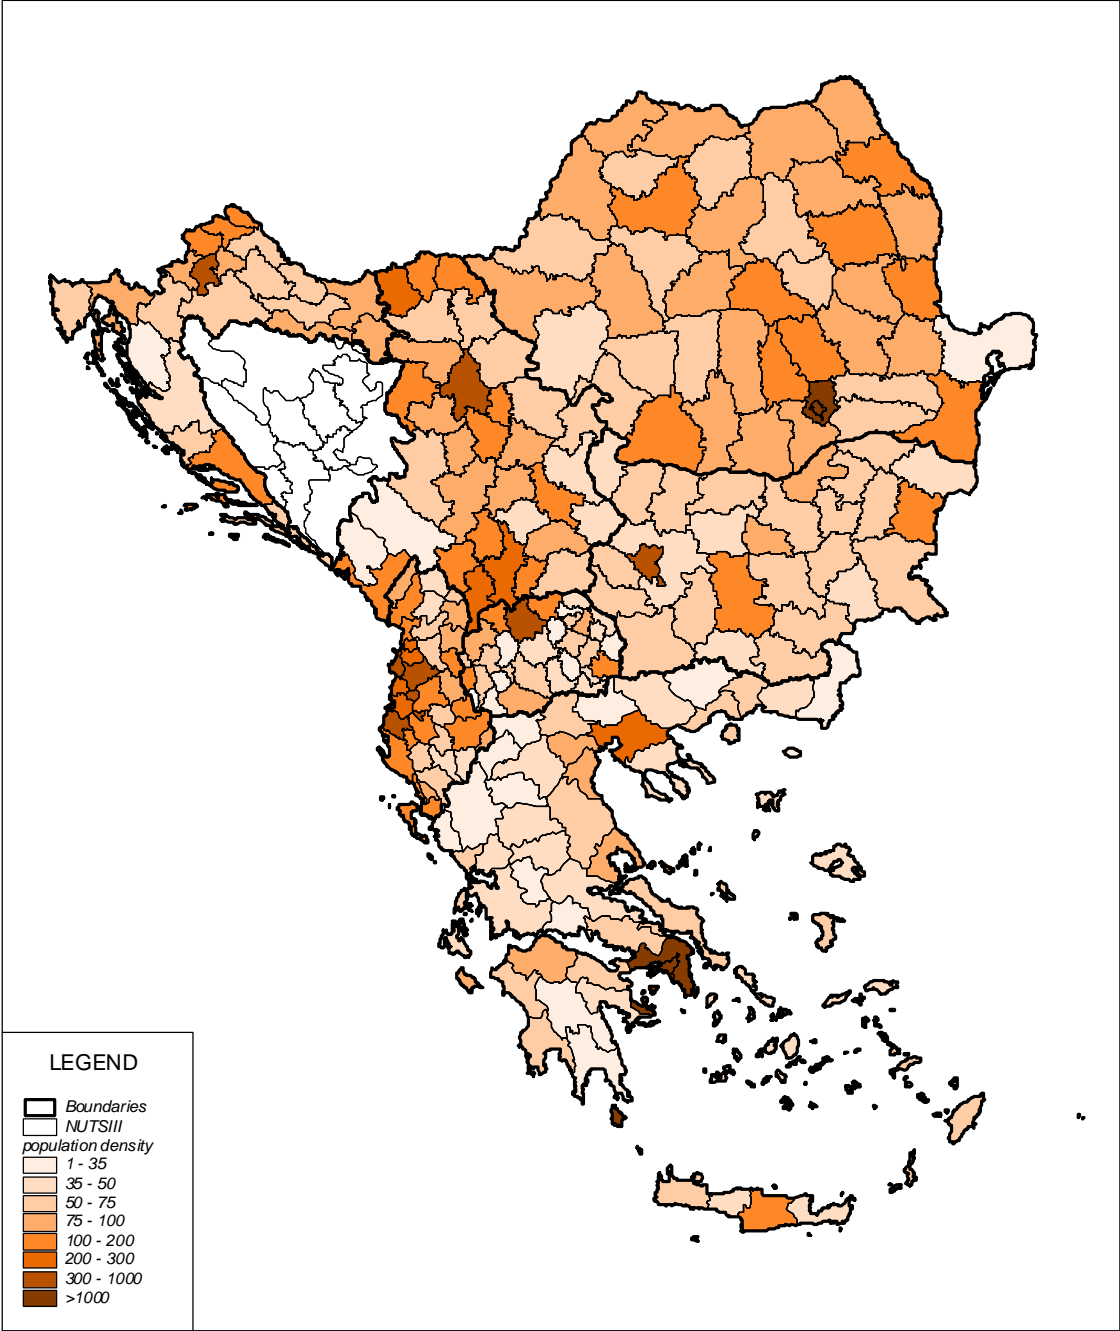 LEGEND
Boundaries
NUTSIII
population density
1 - 35
35 - 50
50 - 75
75 - 100
100 - 200
200 - 300
300 - 1000
>1000